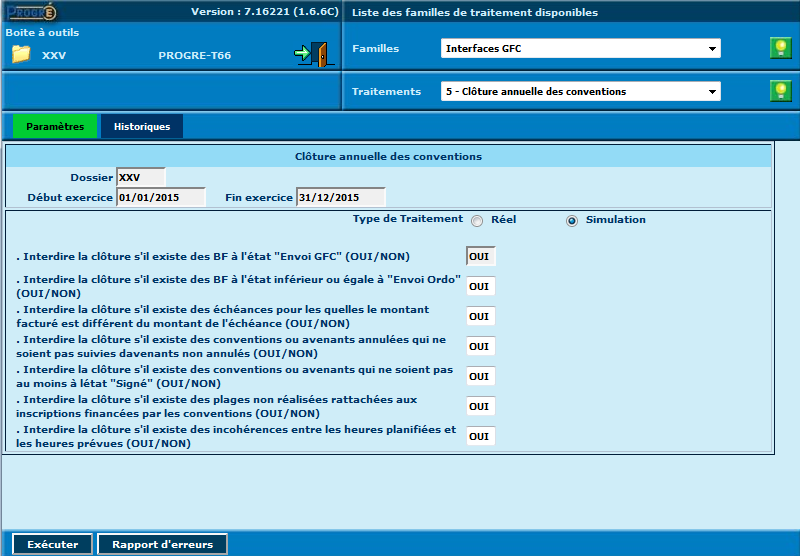 PROGRÉ
Version : 7.16221 (1.6.6C)
Liste des familles de traitement disponibles
Boite à outils
XXV
PROGRE-T66
Familles
Interfaces GFC
Traitements
5 - Clôture annuelle des conventions
Paramètres
Historiques
Clôture annuelle des conventions
Dossier XXV
Début exercice 01/01/2015 Fin exercice 31/12/2015
Type de Traitement Réel Simulation
. Interdire la clôture s'il existe des BF à l'état "Envoi GFC" (OUI/NON) OUI
. Interdire la clôture s'il existe des BF à l'état inférieur ou égale à "Envoi Ordo"
(OUI/NON) OUI
. Interdire la clôture s'il existe des échéances pour les quelles le montant
facturé est différent du montant de l'échéance (OUI/NON) OUI
. Interdire la clôture s'il existe des conventions ou avenants annulées qui ne
soient pas suivies davenants non annulés (OUI/NON) OUI
. Interdire la clôture s'il existe des conventions ou avenants qui ne soient pas
au moins à létat "Signé" (OUI/NON) OUI
. Interdire la clôture s'il existe des plages non réalisées rattachées aux
inscriptions financées par les conventions (OUI/NON) OUI
. Interdire la clôture s'il existe des incohérences entre les heures planifiées et
les heures prévues (OUI/NON) OUI
Exécuter
Rapport d'erreurs